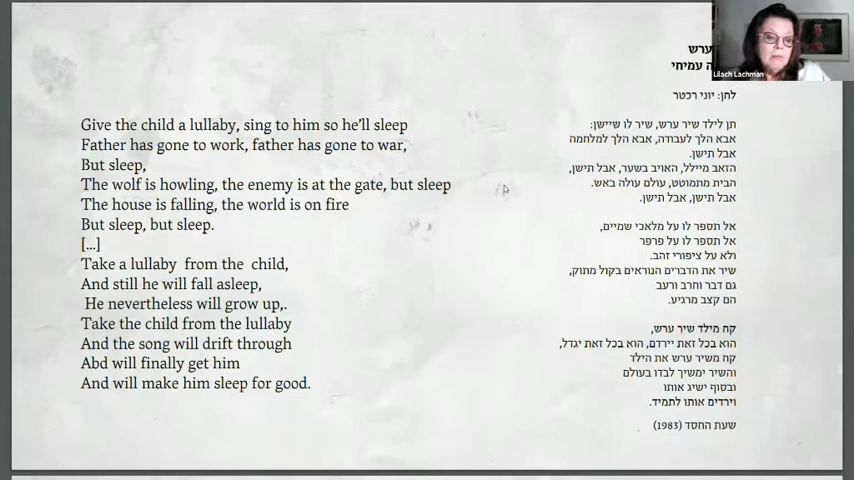 Lilach Lachman
Give the child a lullaby, sing to him so he'll sleep
Father has gone to work, father has gone to war,
But sleep,
The wolf is howling, the enemy is at the gate, but sleep
The house is falling, the world is on fire
But sleep, but sleep.
[...]
Take a lullaby from the child,
And still he will fall asleep,
He nevertheless will grow up,.
Take the child from the lullaby
And the song will drift through
Abd will finally get him
And will make him sleep for good.
ערש
עמיחי
לחן: יוני רכטר
תן לילד שיר ערש, שיר לו שיישן:
אבא הלך לעבודה, אבא הלך למלחמה
אבל תישן.
הזאב מיילל, האויב בשער, אבל תישן,
הבית מתמוטט, עולם עולה באש.
אבל תישן, אבל תישן.
אל תספר לו על מלאכי שמיים,
אל תספר לו על פרפר
ולא על ציפורי זהב.
שיר את הדברים הנוראים בקול מתוק,
גם דבר וחרב ורעב
הם קצב מרגיע.
קח מילד שיר ערש,
הוא בכל זאת יירדם, הוא בכל זאת יגדל,
קח משיר ערש את הילד
והשיר ימשיך לבדו בעולם
ובסוף ישיג אותו
וירדים אותו לתמיד.
שעת החסד (1983)